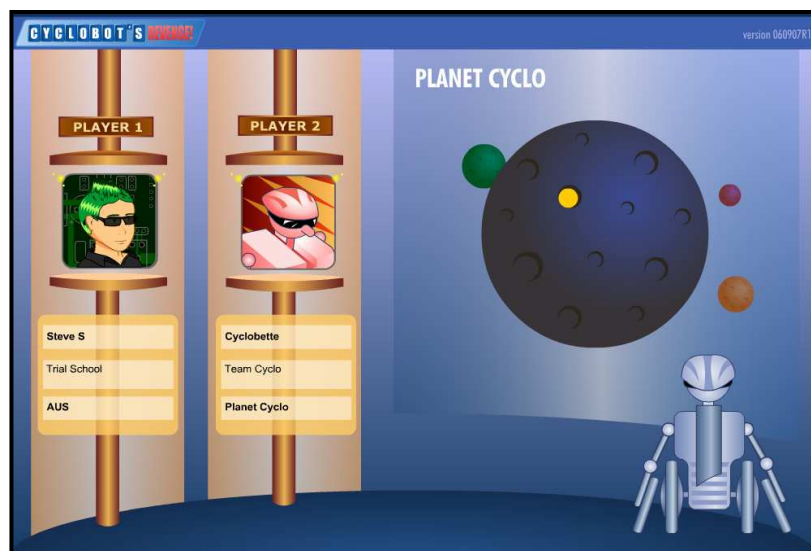 CYCLOBOT'S REVENGE!
version 060907R1
PLAYER 1
PLAYER 2
PLANET CYCLO
Steve S
Trial School
AUS
Cyclobette
Team Cyclo
Planet Cyclo